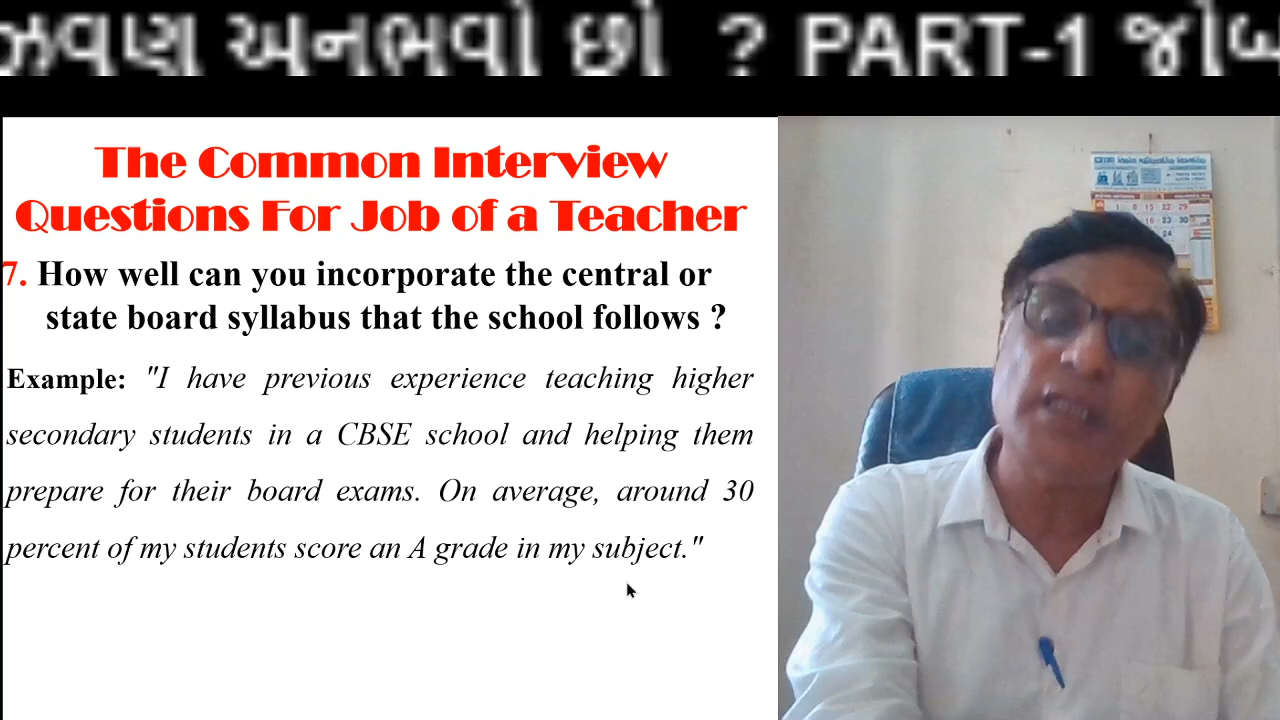 અનભવો છો ? PART-1
The Common Interview
Questions For Job of a Teacher
7. How well can you incorporate the central or
state board syllabus that the school follows ?
Example: "I have previous experience teaching higher
secondary students in a CBSE school and helping them
prepare for their board exams. On average, around 30
percent of my students score an A grade in my subject."